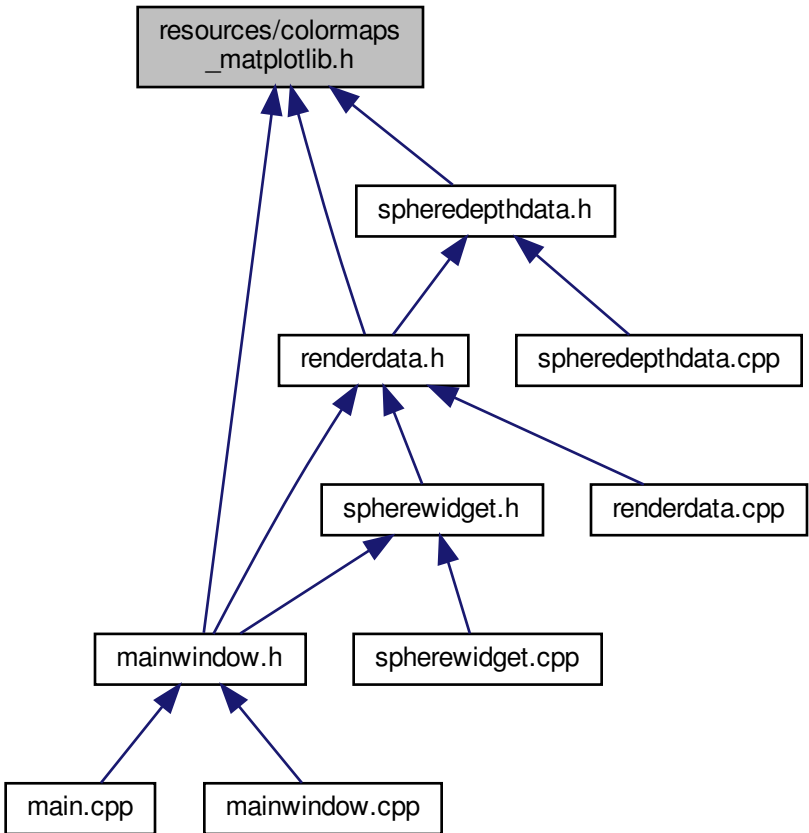 resources/colormaps
_matplotlib.h
spheredepthdata.h
renderdata.h
spheredepthdata.cpp
spherewidget.h
renderdata.cpp
mainwindow.h
spherewidget.cpp
main.cpp
mainwindow.cpp